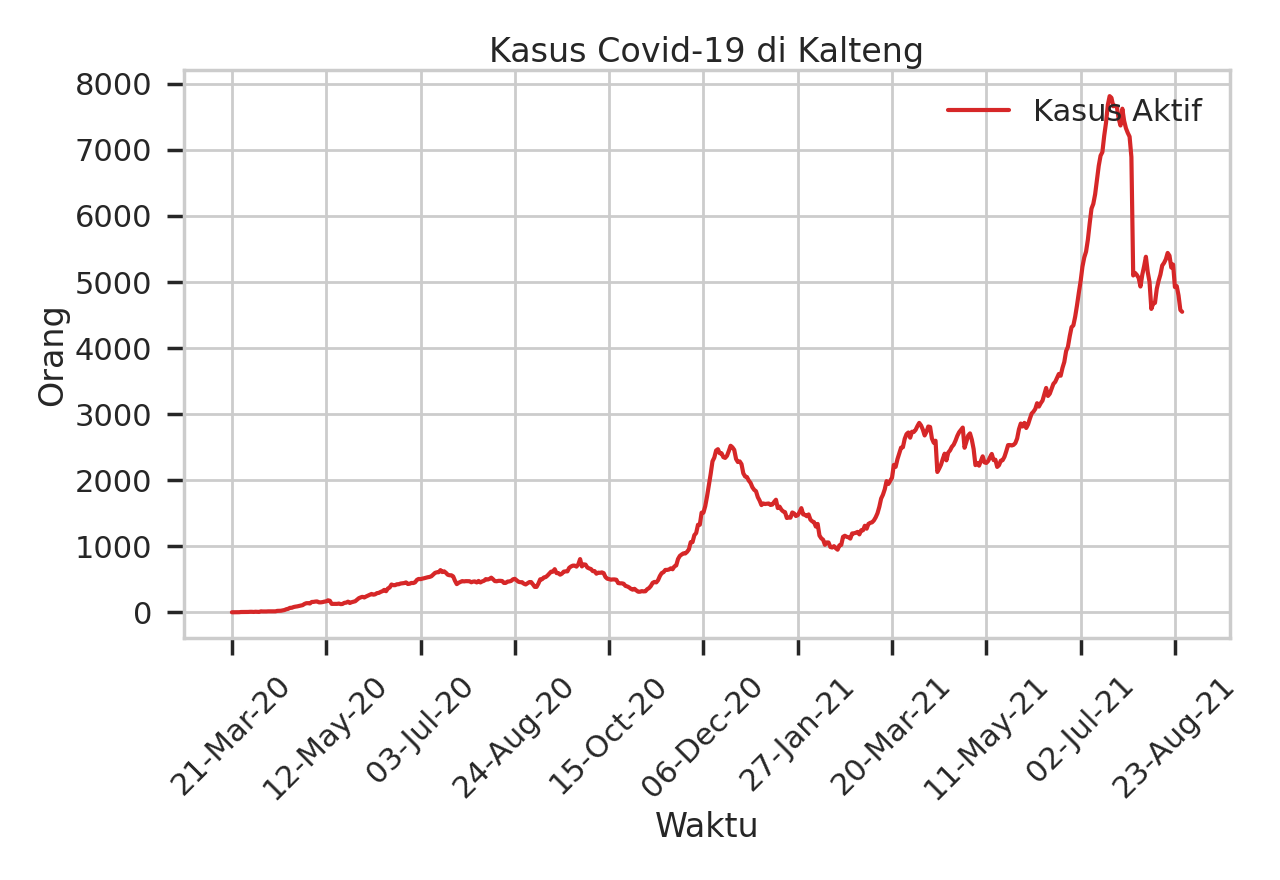 Kasus Covid-19 di Kalteng
Kasus Aktif
8000
7000
6000
5000
4000
3000
2000
1000
0
Orang
21-Mar-20
12-May-20
03-Jul-20
24-Aug-20
15-Oct-20
06-Dec-20
27-Jan-21
20-Mar-21
11-May-21
02-Jul-21
23-Aug-21
Waktu